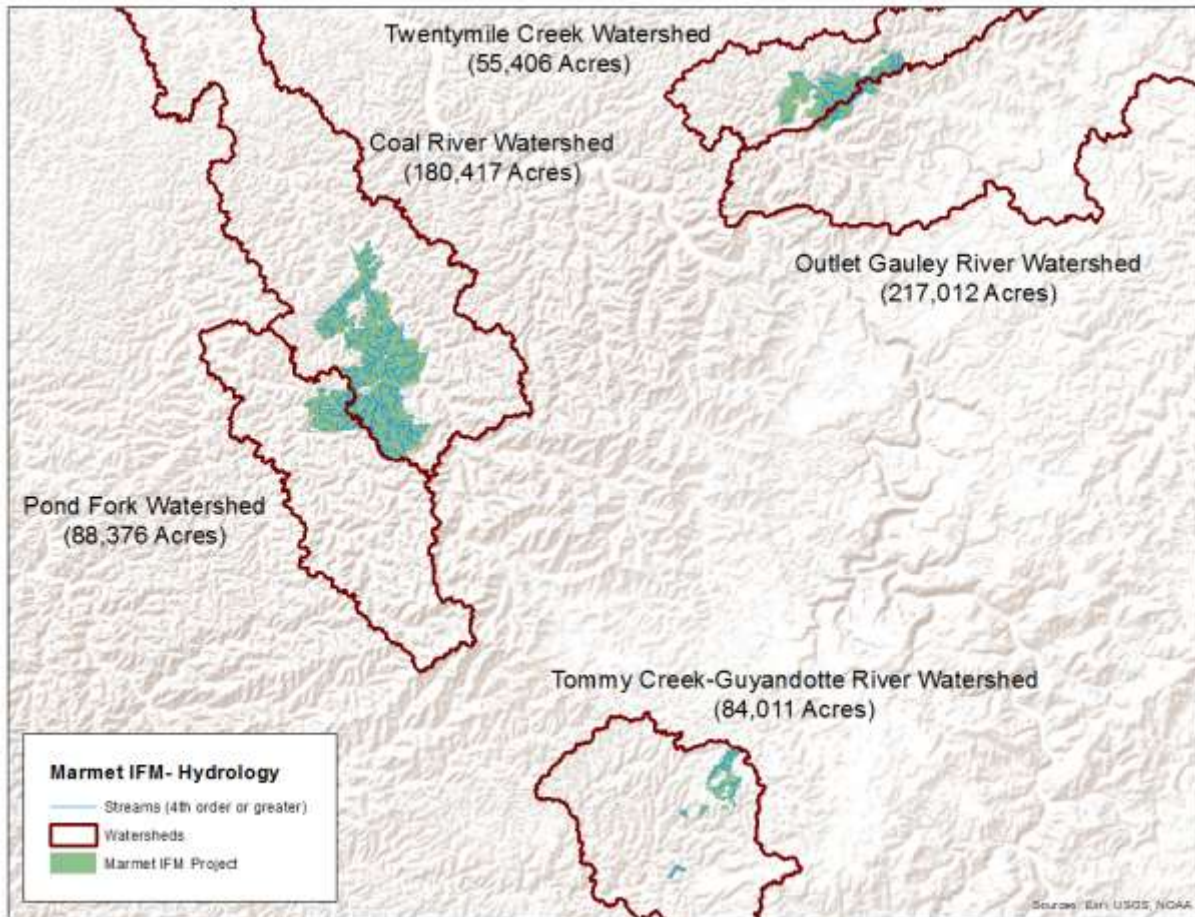 Twentymile Creek Watershed
(55,406 Acres)
Coal River Watershed
(180,417 Acres)
Outlet Gauley River Watershed
(217,012 Acres)
Pond Fork Watershed
(88,376 Acres)
Tommy Creek-Guyandotte River Watershed
(84,011 Acres)
Marmet IFM- Hydrology
Streams (4th order or greater)
Watersheds
Marmet IFM Project
Sources: Esri, USGS, NOAA